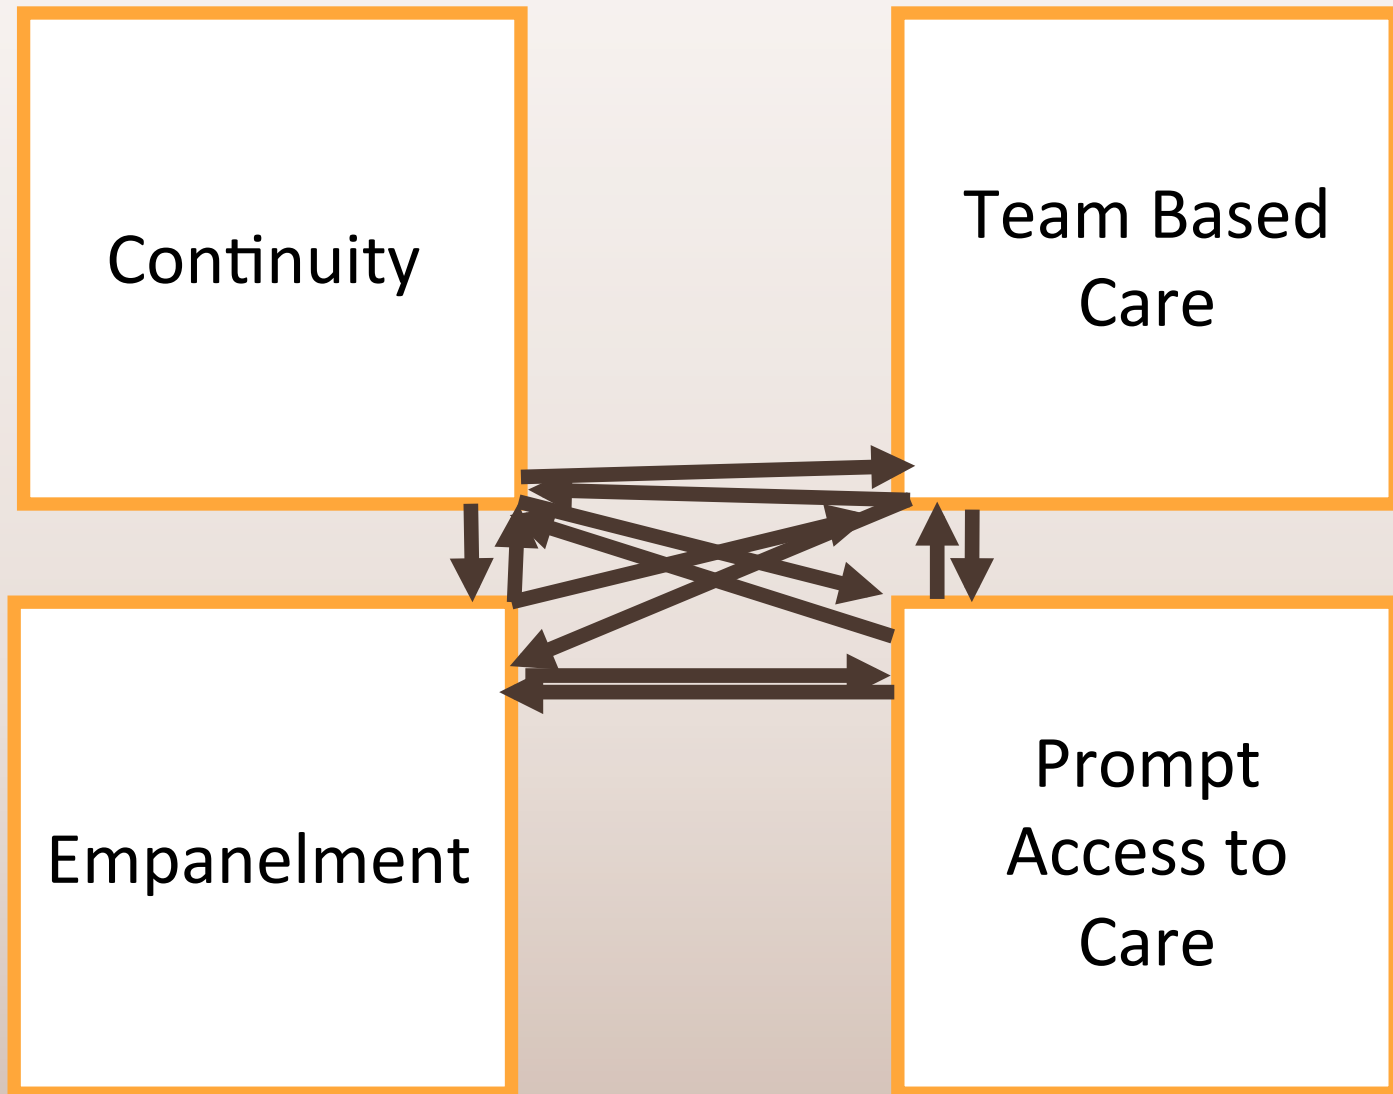 Continuity
Team Based
Care
Empanelment
Prompt
Access to
Care